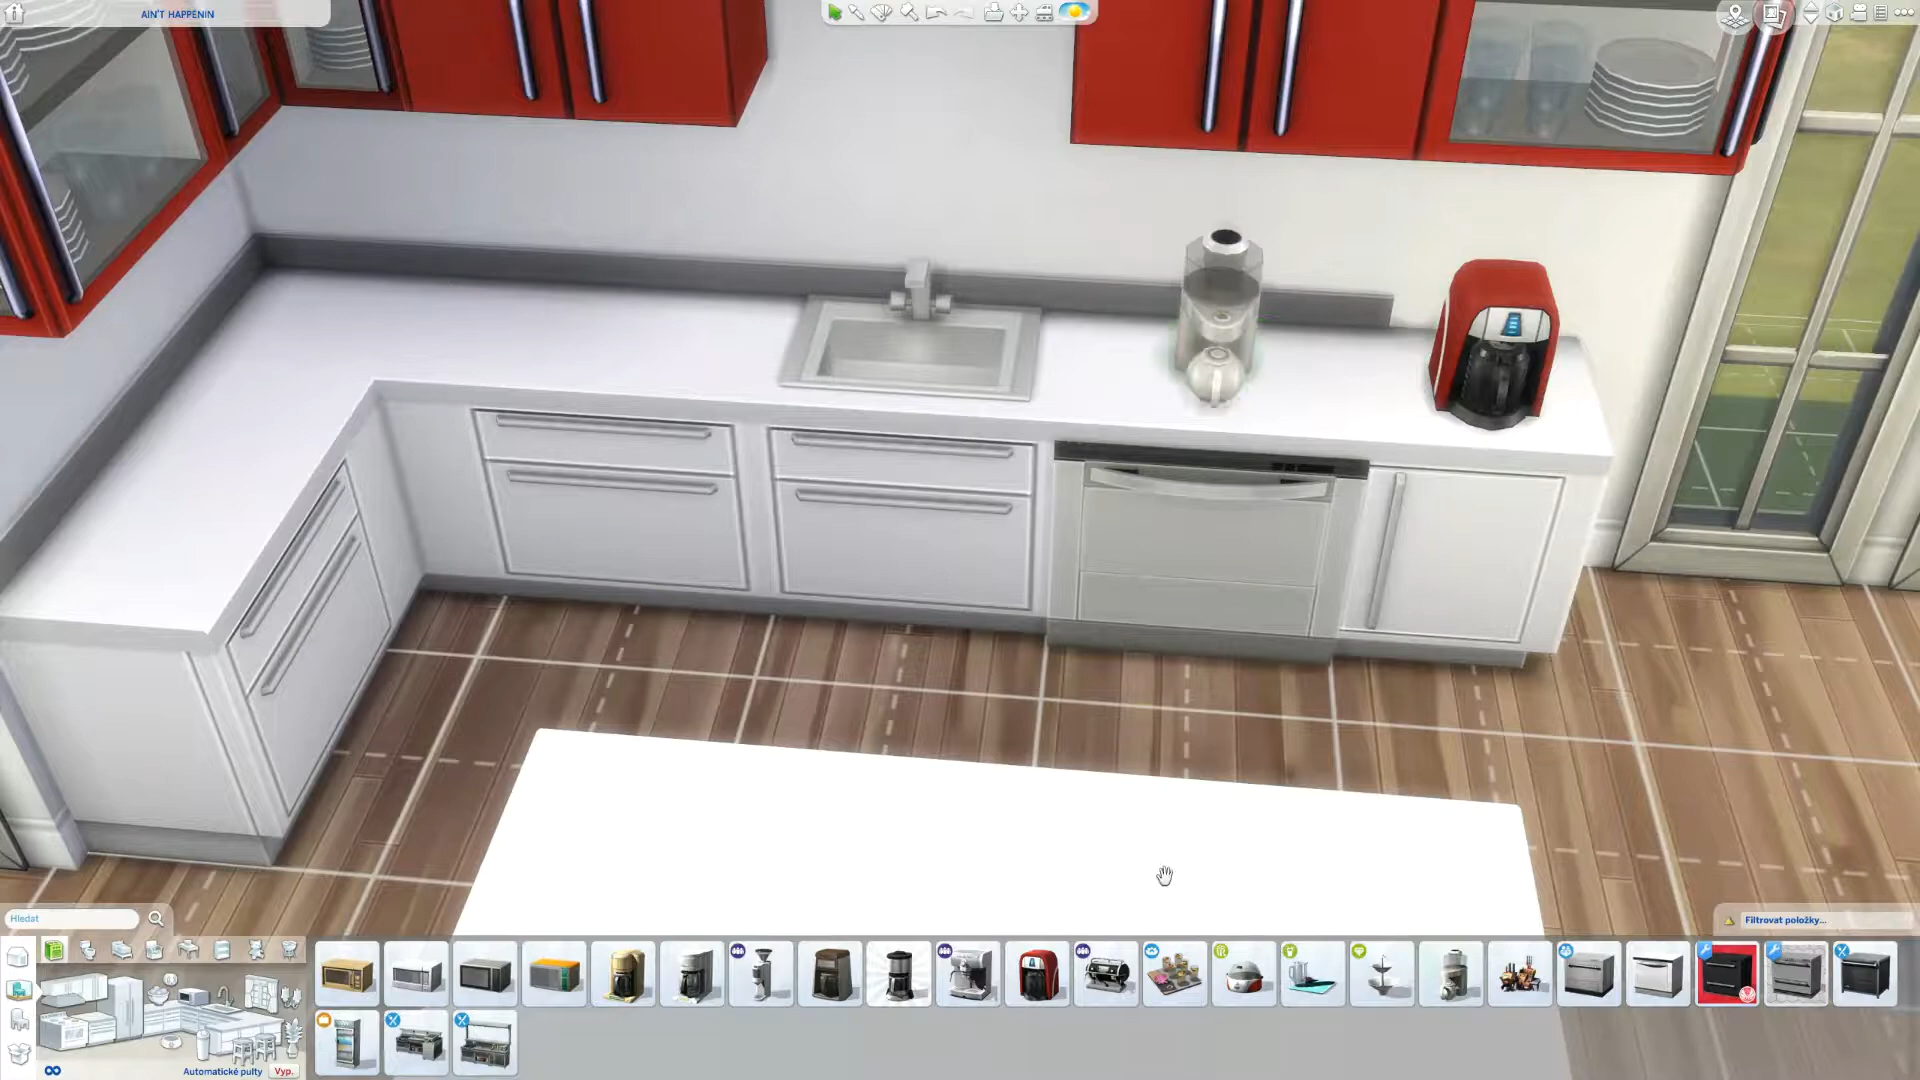 AIN'T HAPPENIN
Hledat
Filtrovat položky...
Automatické pulty
Vyp.